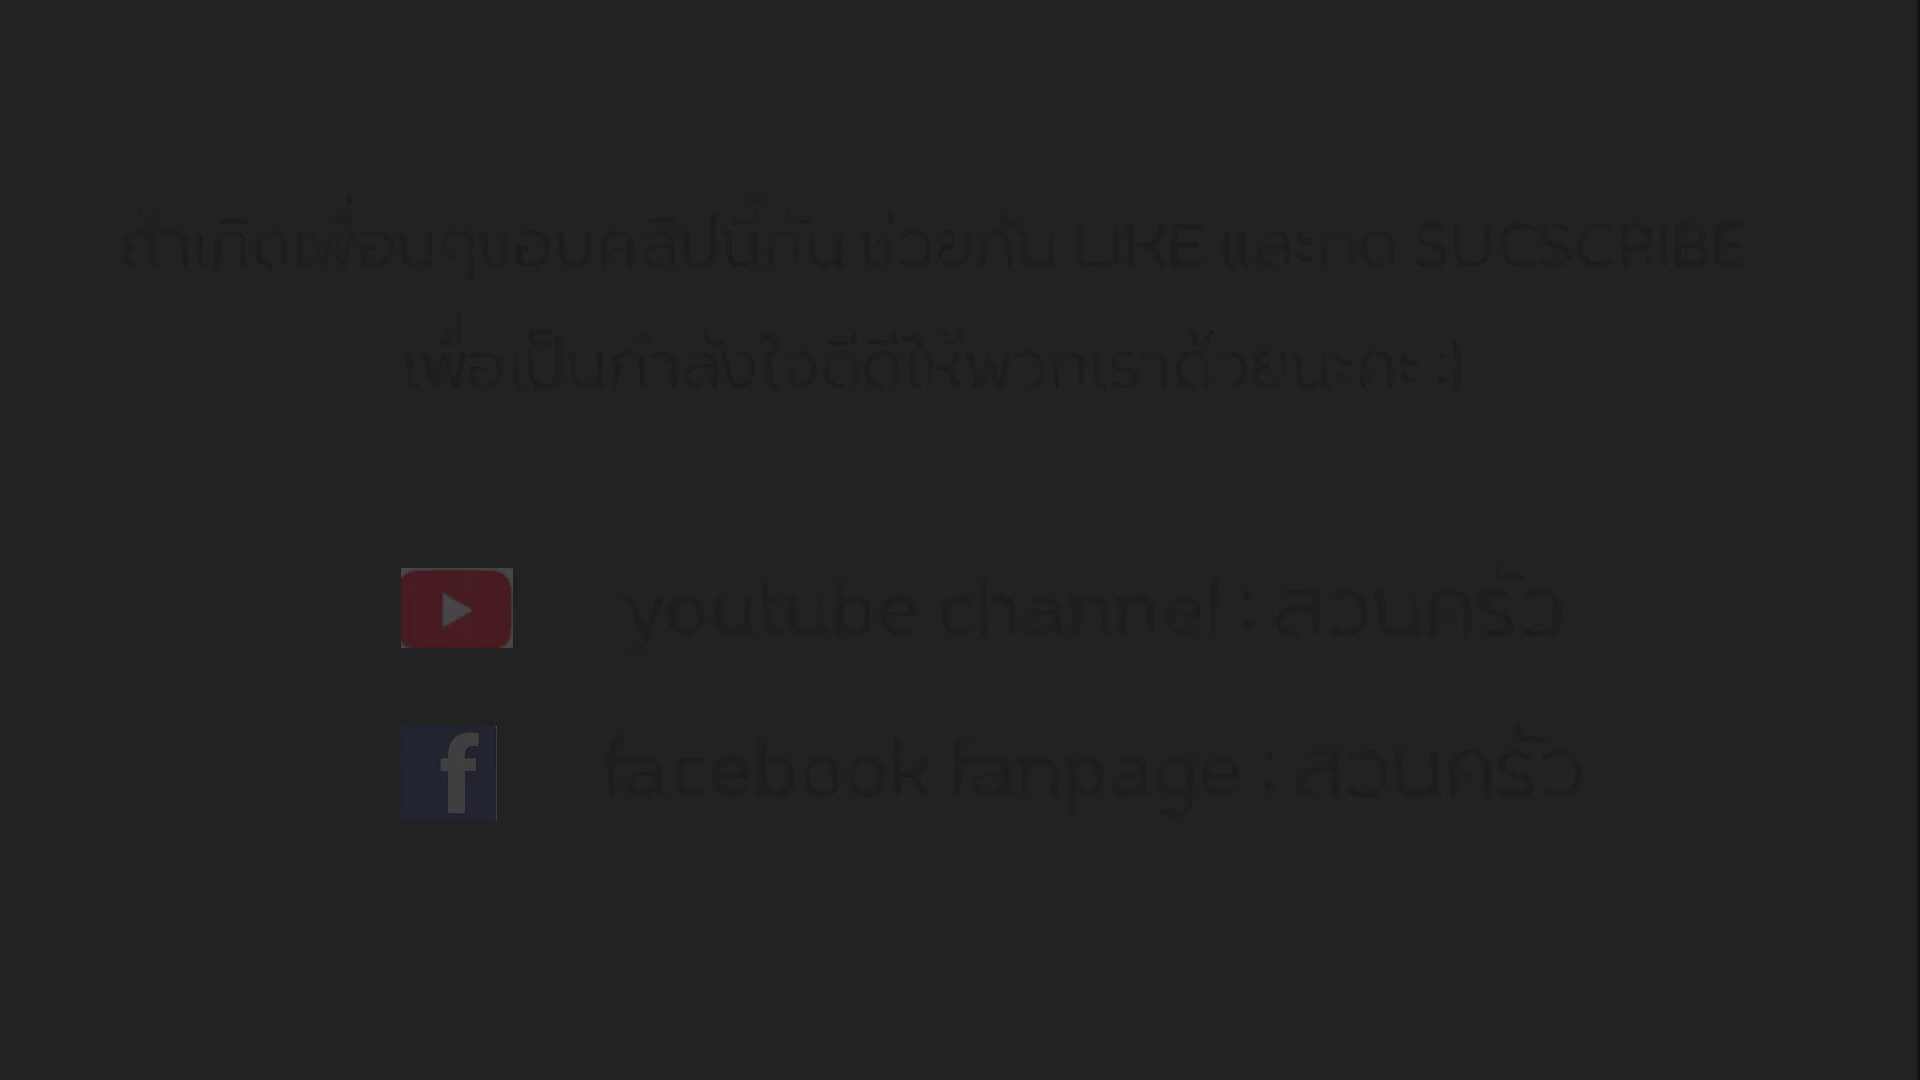 ถ้าเกิดเพื่อนๆชอบคลิปนี้กัน ช่วยกัน LIKE และกด SUCSCRIBE
เพื่อเป็นกำลังใจดีดีให้พวกเราด้วยนะคะ :)
youtube channel : สวนครัว
facebook fanpage : สวนครัว